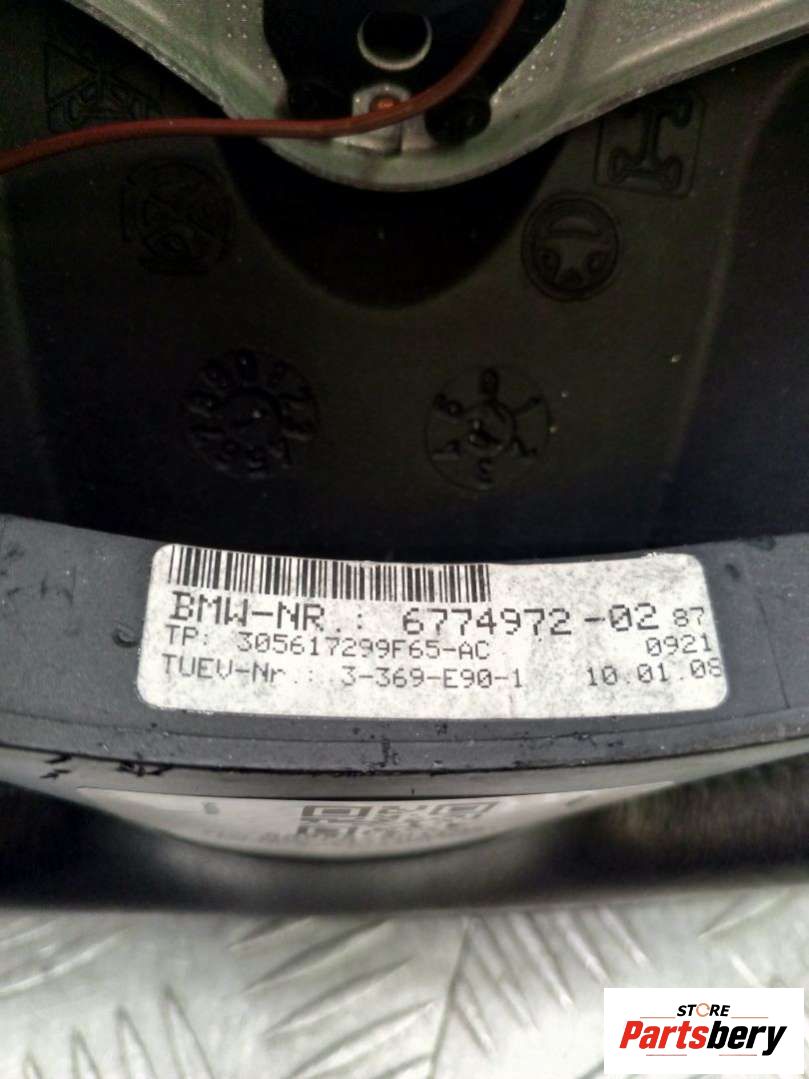 BMW-NR.: 6774972-02 87
TP: 305617299F65-AC 0921
TUEV-Nr.: 3-369-E90-1 10.01.08
STORE
Partsbery